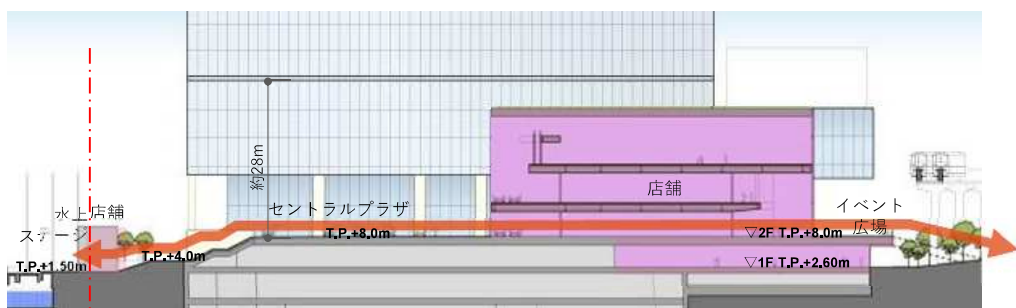 約28m
店舗
水上店舗
ステージ
セントラルプラザ
イベント
広場
T.P.+8.0m
▽2F T.P.+8.0m
T.P.+4.0m
T.P.+1.50m
▽1F T.P.+2.60m